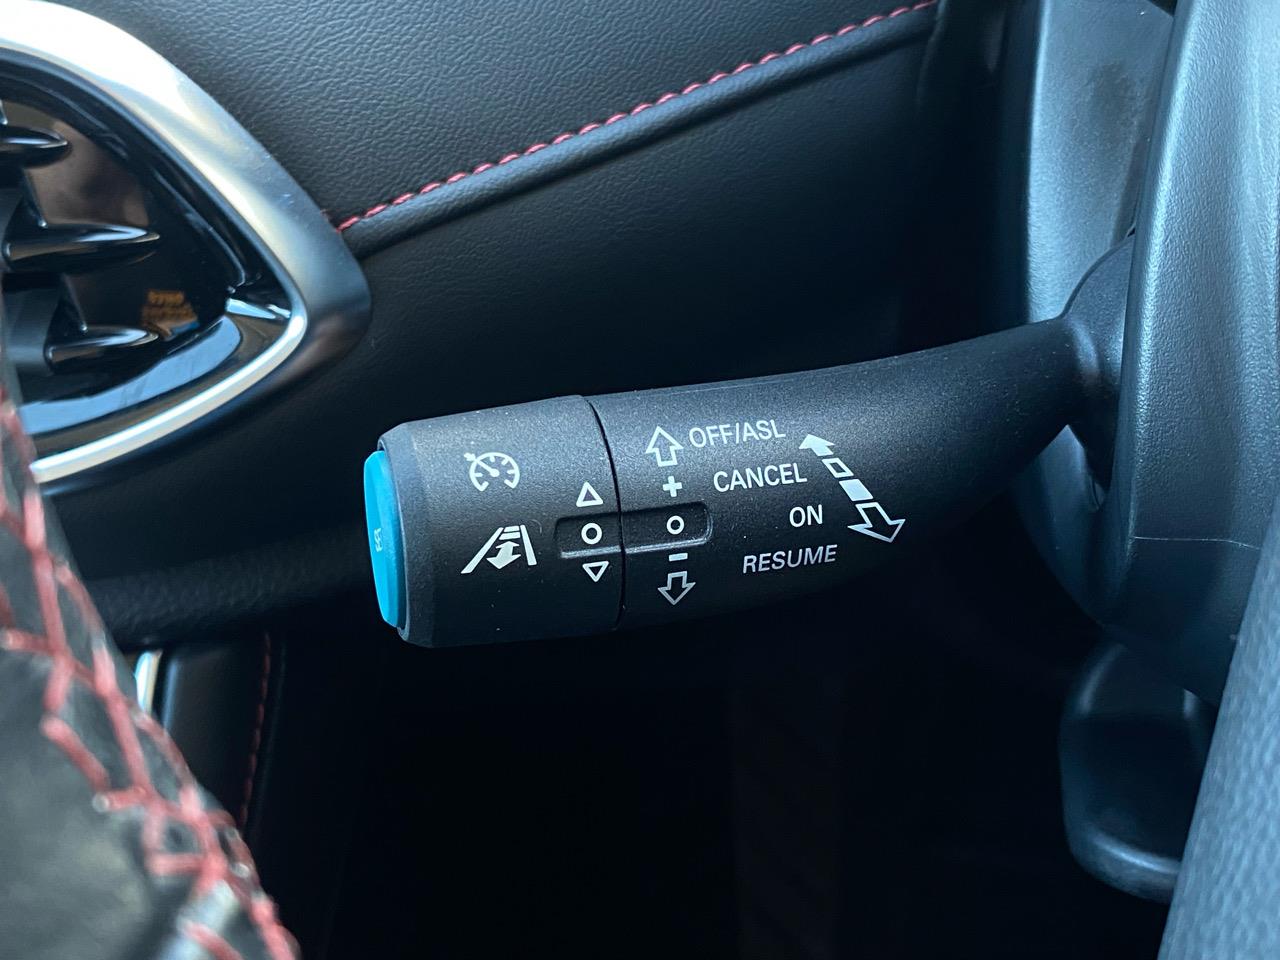 OFF/ASL
+
CANCEL
ON
−
RESUME